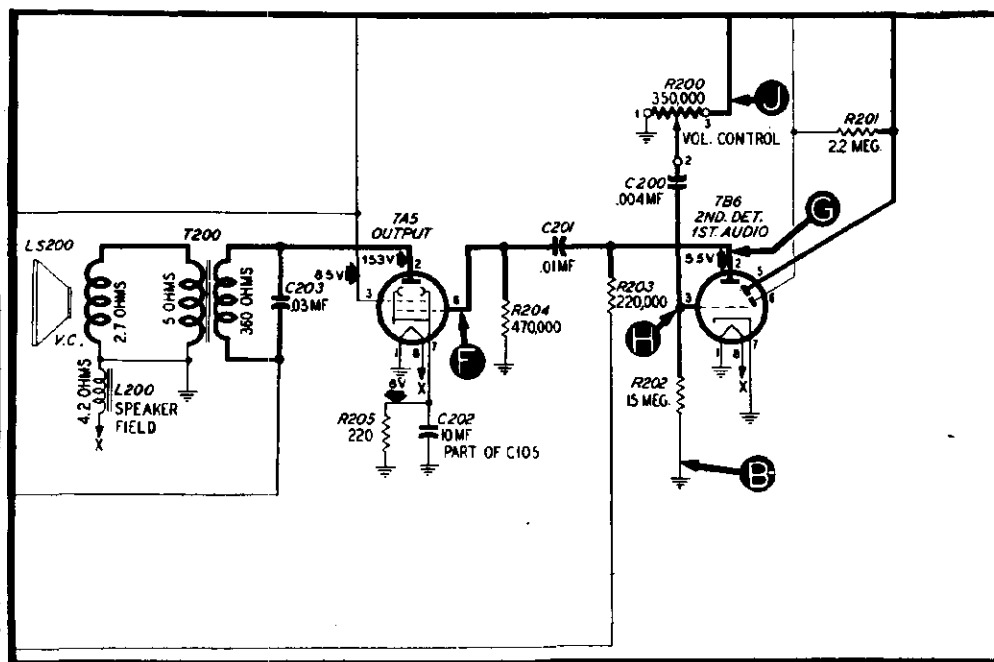 R200
350,000
1
3
J
R201
2.2 MEG.
VOL. CONTROL
2
C200
.004MF
7B6
2ND. DET.
1ST. AUDIO
G
7A5
OUTPUT
C201
.01MF
LS200
T200
153V
85V
2
3
6
55V
2
5
6
3
V.C.
2.7 OHMS
5 OHMS
360 OHMS
C203
.03MF
R204
470,000
R203
220,000
H
F
1
8
7
X
1
8
7
X
4.2 OHMS
L200
SPEAKER
FIELD
X
8V
R205
220
C202
10MF
PART OF C105
R202
15 MEG.
B